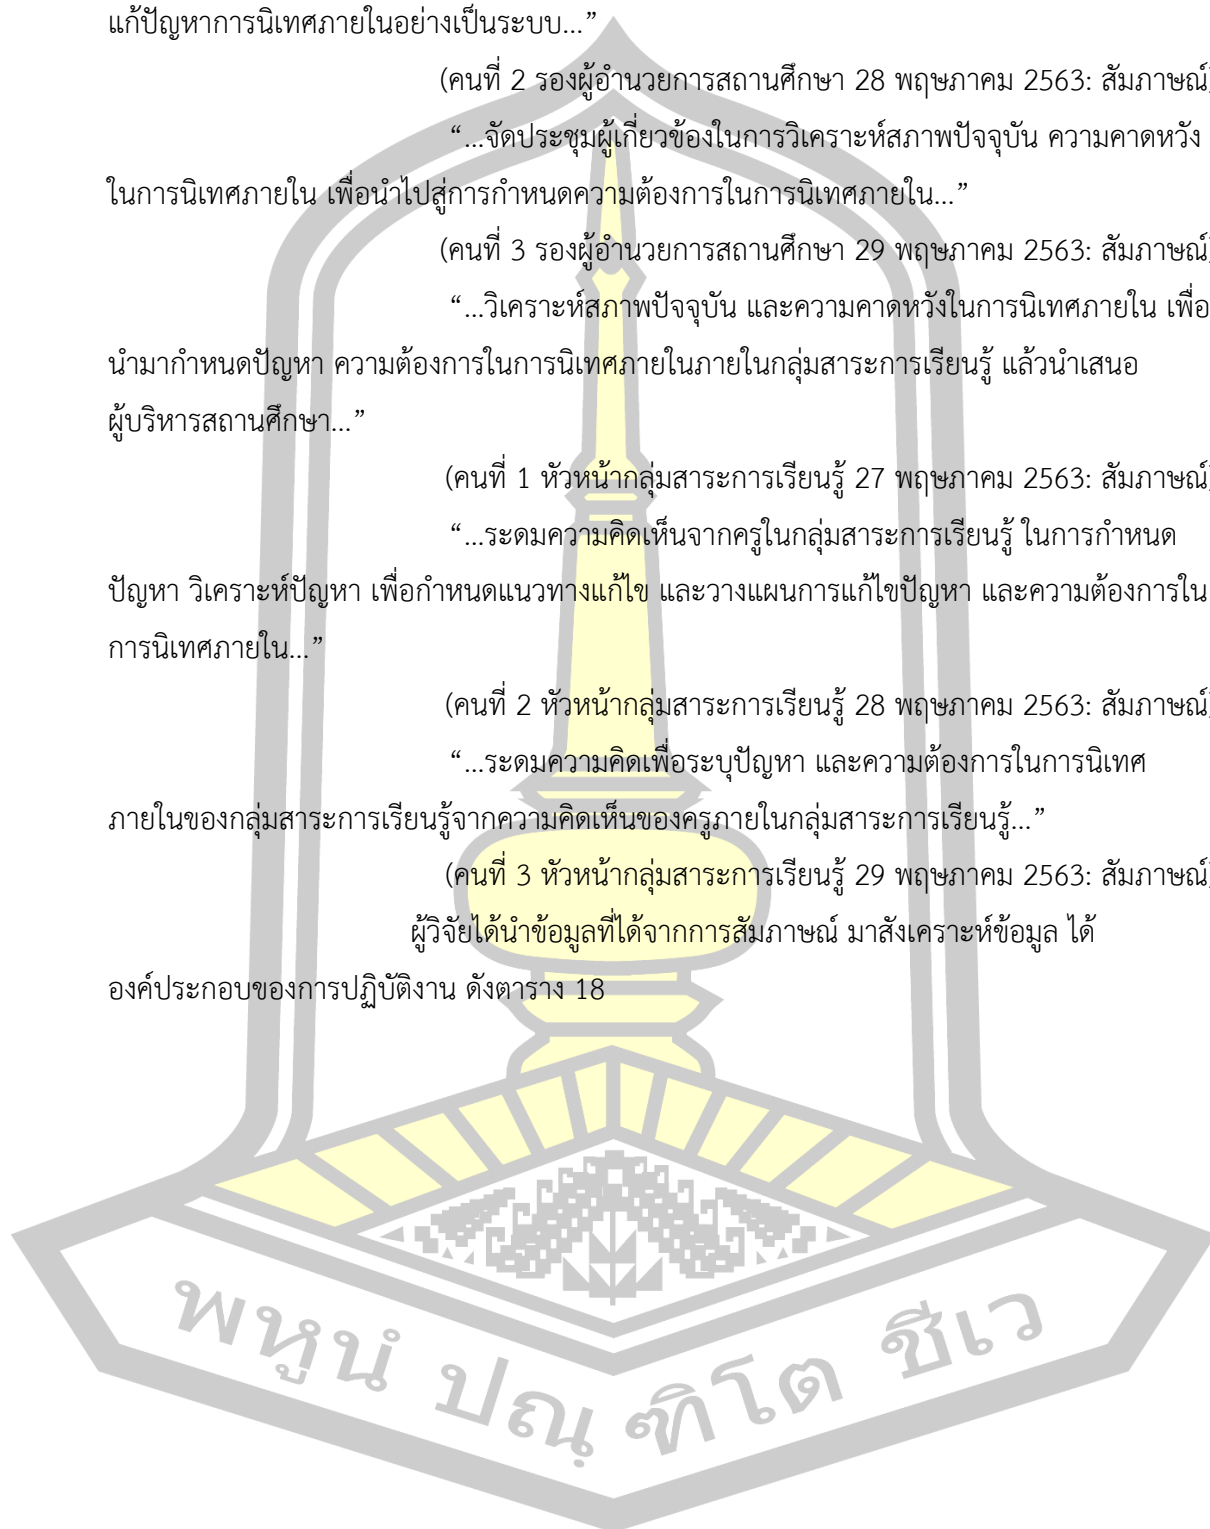 แก้ปัญหาการนิเทศภายในอย่างเป็นระบบ...”
(คนที่ 2 รองผู้อำนวยการสถานศึกษา 28 พฤษภาคม 2563: สัมภาษณ์)
“...จัดประชุมผู้เกี่ยวข้องในการวิเคราะห์สภาพปัจจุบัน ความคาดหวัง
ในการนิเทศภายใน เพื่อนำไปสู่การกำหนดความต้องการในการนิเทศภายใน...”
(คนที่ 3 รองผู้อำนวยการสถานศึกษา 29 พฤษภาคม 2563: สัมภาษณ์)
“...วิเคราะห์สภาพปัจจุบัน และความคาดหวังในการนิเทศภายใน เพื่อ
นำมากำหนดปัญหา ความต้องการในการนิเทศภายในภายในกลุ่มสาระการเรียนรู้ แล้วนำเสนอ
ผู้บริหารสถานศึกษา...”
(คนที่ 1 หัวหน้ากลุ่มสาระการเรียนรู้ 27 พฤษภาคม 2563: สัมภาษณ์)
“...ระดมความคิดเห็นจากครูในกลุ่มสาระการเรียนรู้ ในการกำหนด
ปัญหา วิเคราะห์ปัญหา เพื่อกำหนดแนวทางแก้ไข และวางแผนการแก้ไขปัญหา และความต้องการใน
การนิเทศภายใน...”
(คนที่ 2 หัวหน้ากลุ่มสาระการเรียนรู้ 28 พฤษภาคม 2563: สัมภาษณ์)
“...ระดมความคิดเพื่อระบุปัญหา และความต้องการในการนิเทศ
ภายในของกลุ่มสาระการเรียนรู้จากความคิดเห็นของครูภายในกลุ่มสาระการเรียนรู้...”
(คนที่ 3 หัวหน้ากลุ่มสาระการเรียนรู้ 29 พฤษภาคม 2563: สัมภาษณ์)
ผู้วิจัยได้นำข้อมูลที่ได้จากการสัมภาษณ์ มาสังเคราะห์ข้อมูล ได้
องค์ประกอบของการปฏิบัติงาน ดังตาราง 18
พหูนํ ปณฺฑิโต ชีเว